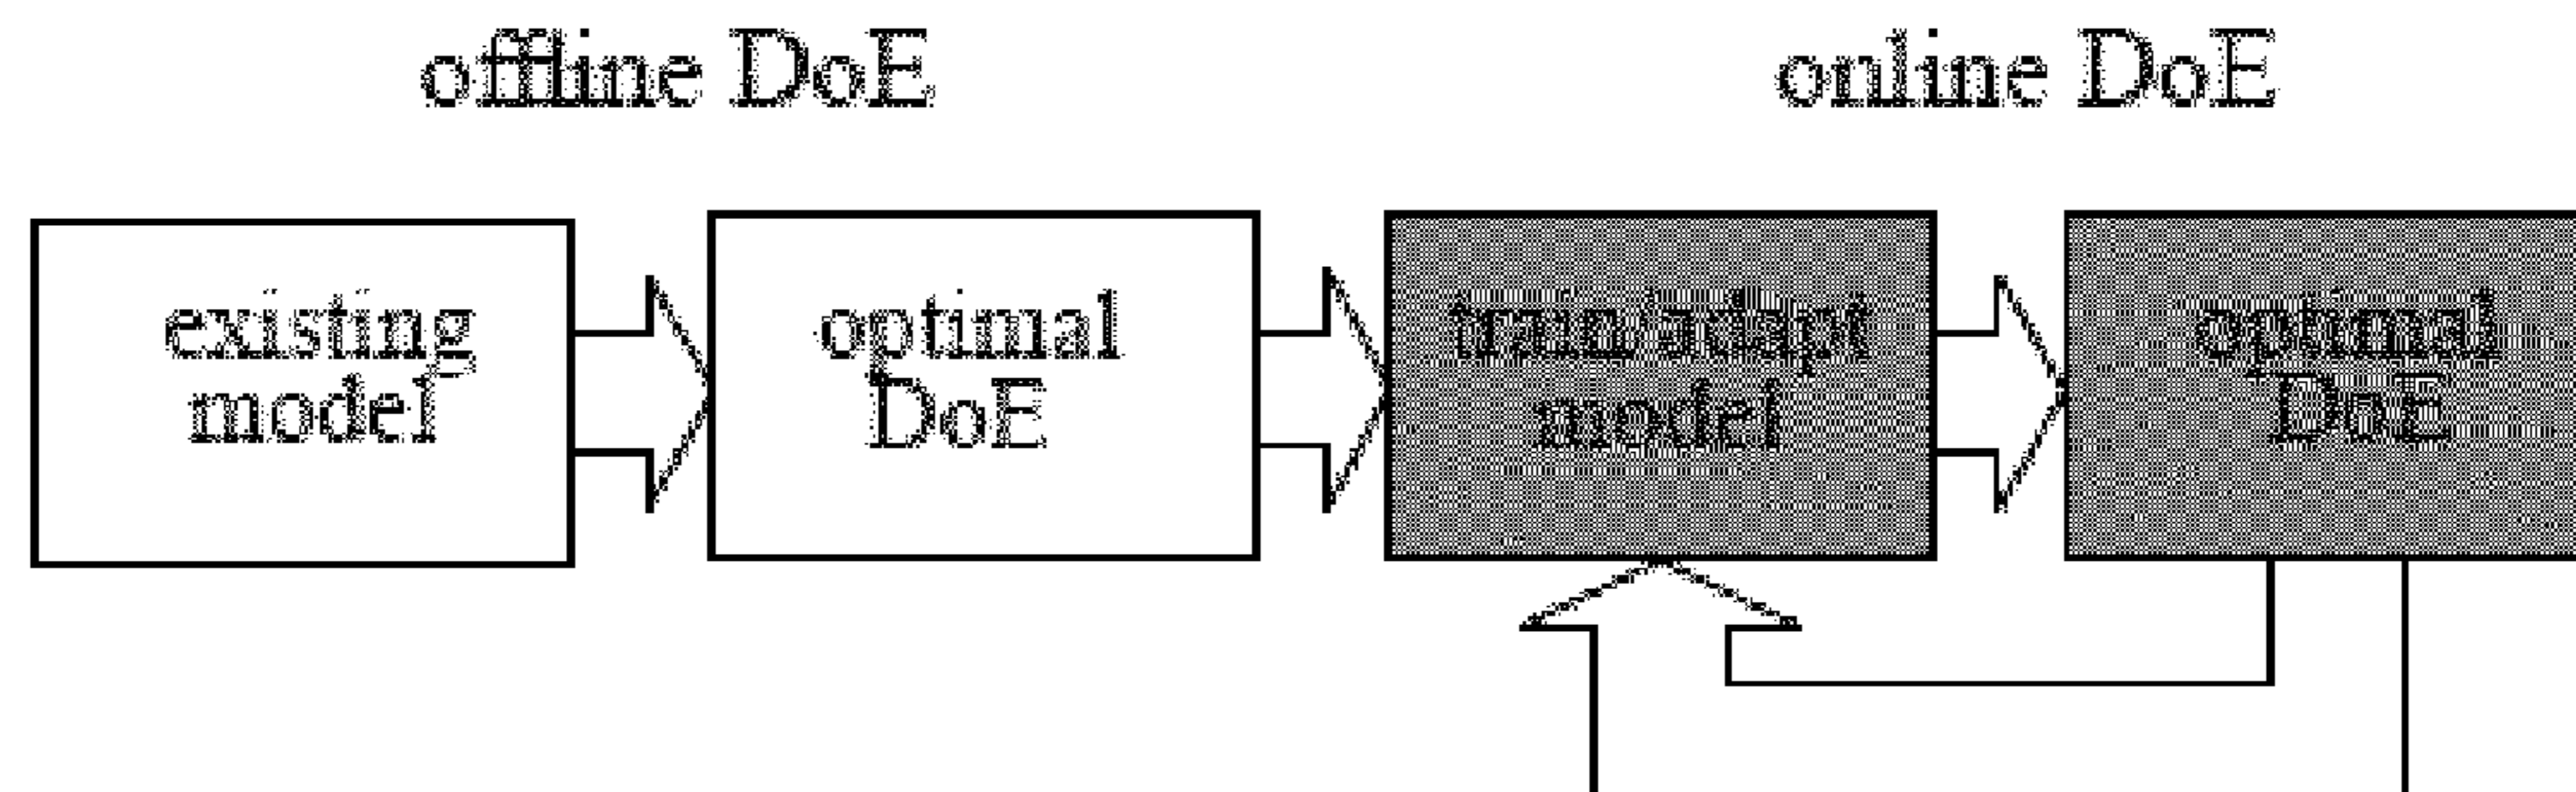 offline DoE
online DoE
existing
model
optimal
DoE
train/adapt
model
optimal
DoE